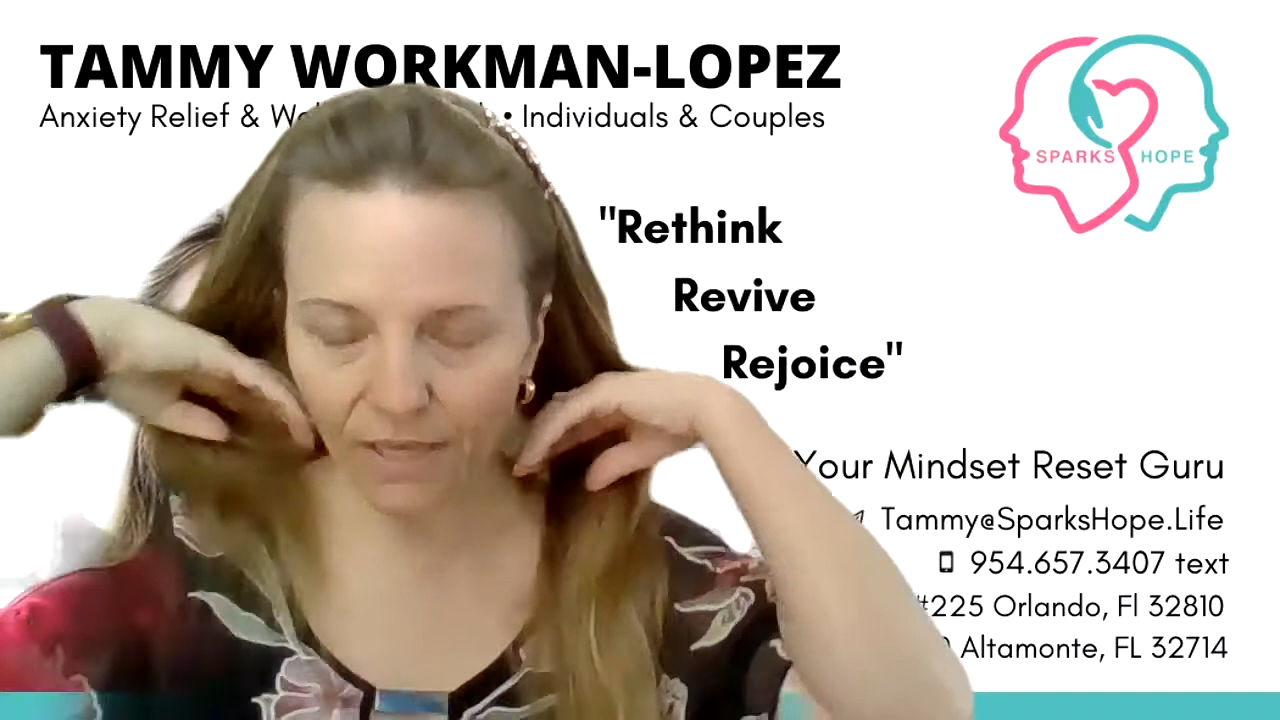 TAMMY WORKMAN-LOPEZ
Anxiety Relief & • Individuals & Couples
SPARKS HOPE
"Rethink
Revive
Rejoice"
Your Mindset Reset Guru
Tammy@SparksHope.Life
954.657.3407 text
#225 Orlando, Fl 32810
Altamonte, FL 32714